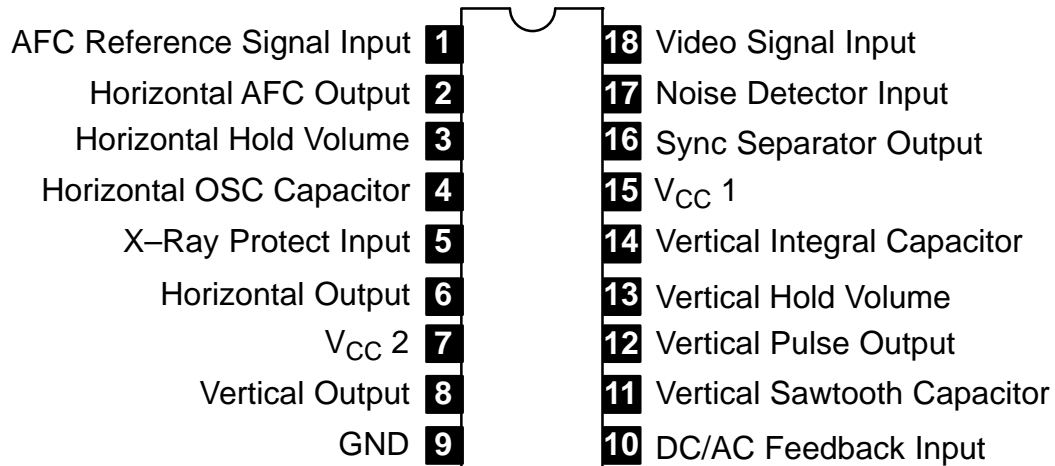 AFC Reference Signal Input 1 18 Video Signal Input
Horizontal AFC Output 2 17 Noise Detector Input
Horizontal Hold Volume 3 16 Sync Separator Output
Horizontal OSC Capacitor 4 15 VCC 1
X–Ray Protect Input 5 14 Vertical Integral Capacitor
Horizontal Output 6 13 Vertical Hold Volume
VCC 2 7 12 Vertical Pulse Output
Vertical Output 8 11 Vertical Sawtooth Capacitor
GND 9 10 DC/AC Feedback Input